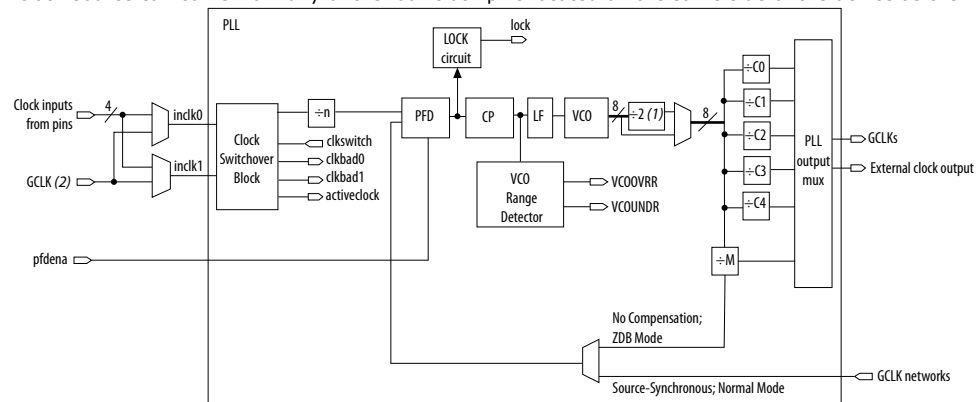 PLL
lock
LOCK
circuit
4
Clock inputs
from pins
inclk0
÷n
PFD
CP
LF
VCO
8
÷2 (1)
8
÷C0
÷C1
÷C2
÷C3
÷C4
PLL
output
mux
GCLKs
External clock output
Clock
Switchover
Block
clkswitch
clkbad0
clkbad1
activeclock
inclk1
GCLK (2)
VCO
Range
Detector
VCOOVRR
VCOUNDR
pfdena
÷M
No Compensation;
ZDB Mode
Source-Synchronous; Normal Mode
GCLK networks